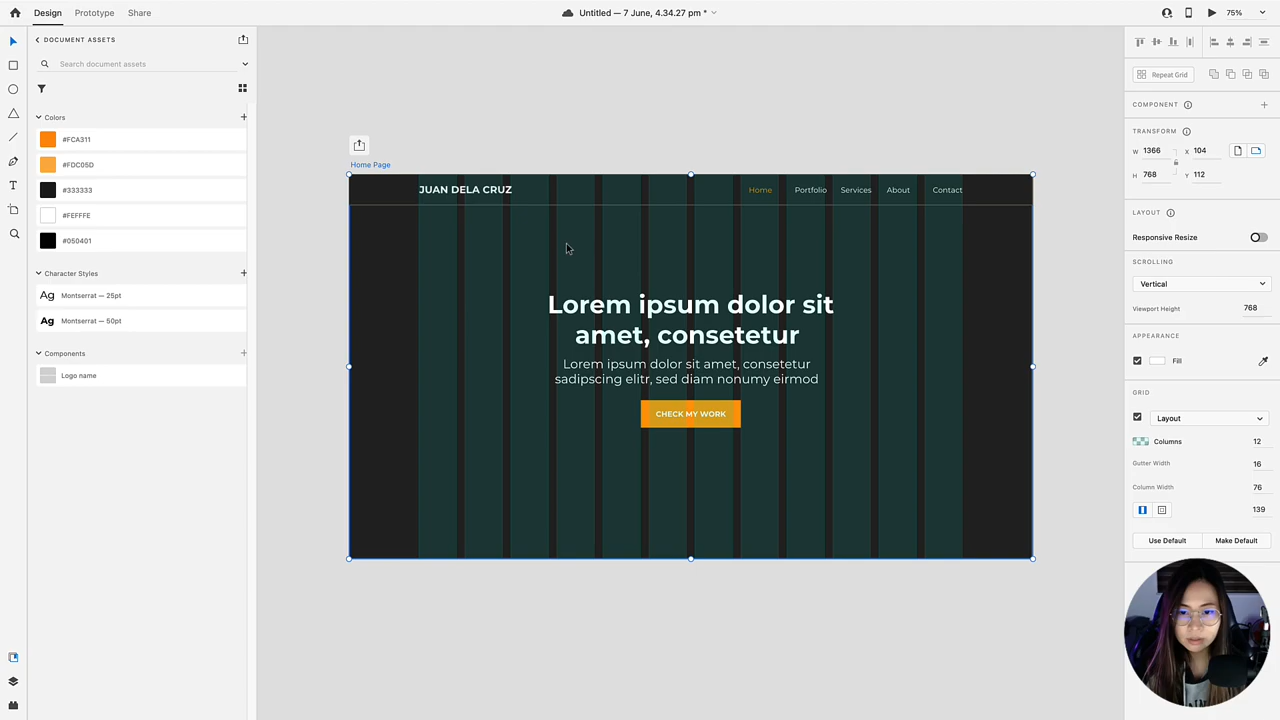 Design Prototype Share
Untitled — 7 June, 4.34.27 pm *
75%
DOCUMENT ASSETS
Search document assets
Colors
#FCA311
#FDC05D
#333333
#FEFFFE
#050401
Character Styles
Ag Montserrat — 25pt
Ag Montserrat — 50pt
Components
Logo name
Home Page
JUAN DELA CRUZ
Home Portfolio Services About Contact
Lorem ipsum dolor sit
amet, consetetur
Lorem ipsum dolor sit amet, consetetur
sadipscing elitr, sed diam nonumy eirmod
CHECK MY WORK
Repeat Grid
COMPONENT
TRANSFORM
W 1366 X 104
H 768 Y 112
LAYOUT
Responsive Resize
SCROLLING
Vertical
Viewport Height 768
APPEARANCE
Fill
GRID
Layout
Columns 12
Gutter Width 16
Column Width 76
139
Use Default Make Default